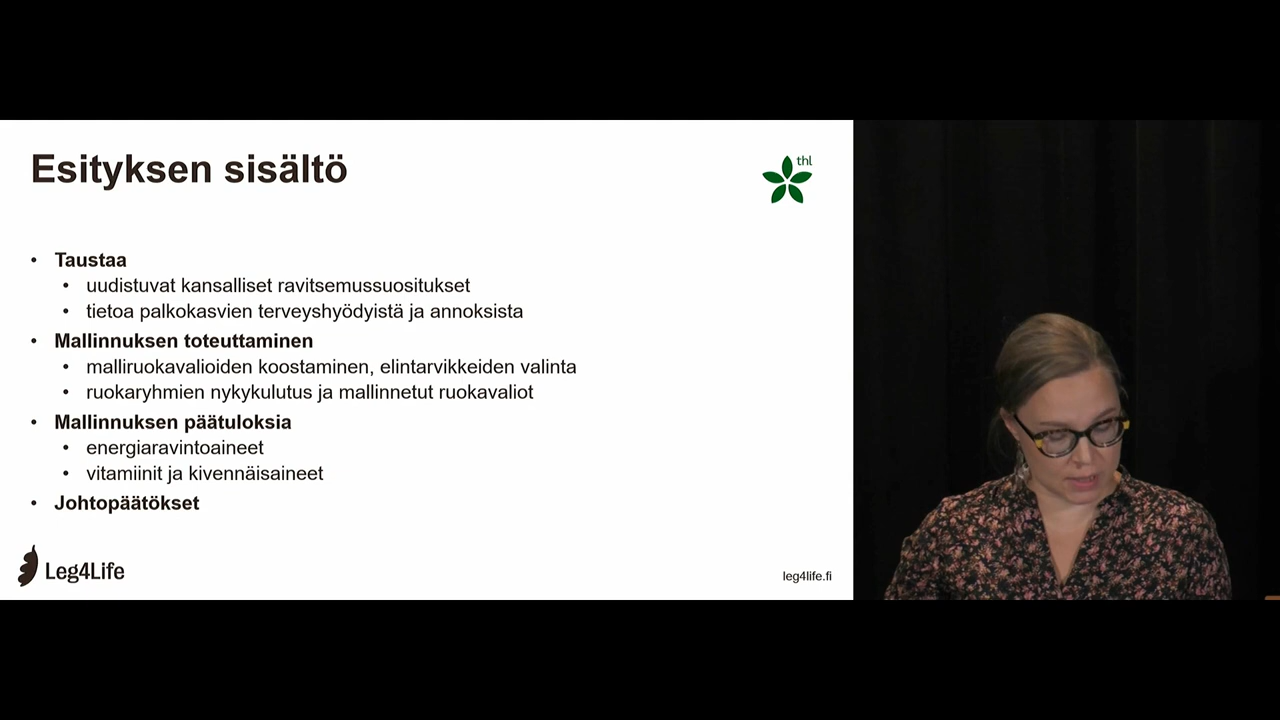 Esityksen sisältö
thl
• Taustaa
• uudistuvat kansalliset ravitsemussuositukset
• tietoa palkokasvien terveyshyödyistä ja annoksista
• Mallinnuksen toteuttaminen
• malliruokavalioiden koostaminen, elintarvikkeiden valinta
• ruokaryhmien nykykulutus ja mallinnetut ruokavaliot
• Mallinnuksen päätuloksia
• energiaravintoaineet
• vitamiinit ja kivennäisaineet
• Johtopäätökset
Leg4Life
leg4life.fi